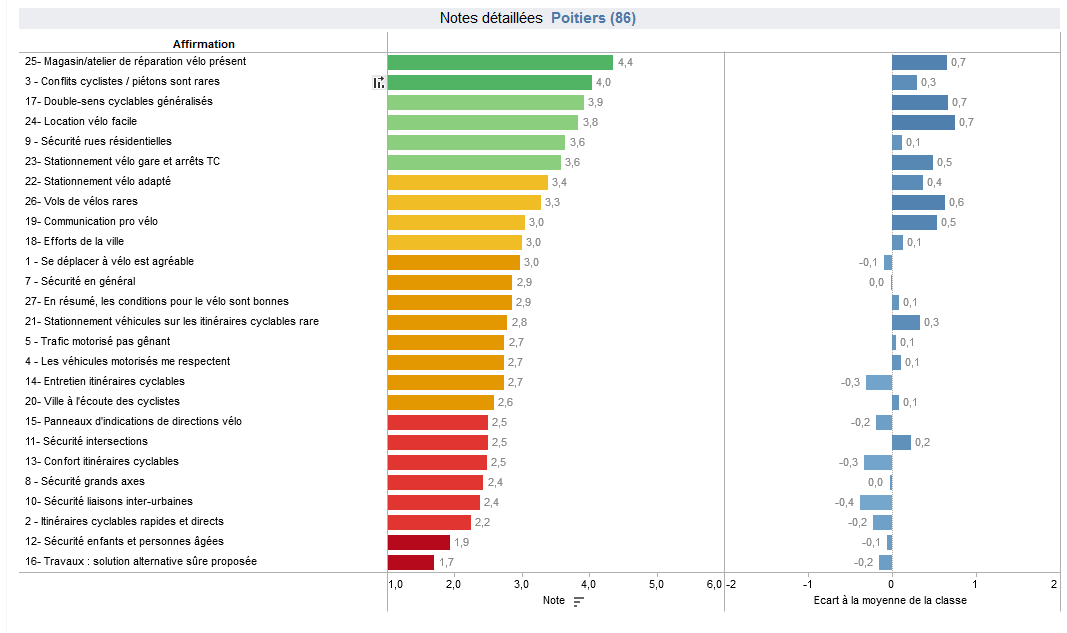 Notes détaillées Poitiers (86)
Affirmation
25- Magasin/atelier de réparation vélo présent 4,4 0,7
3 - Conflits cyclistes / piétons sont rares 4,0 0,3
17- Double-sens cyclables généralisés 3,9 0,7
24- Location vélo facile 3,8 0,7
9 - Sécurité rues résidentielles 3,6 0,1
23- Stationnement vélo gare et arrêts TC 3,6 0,5
22- Stationnement vélo adapté 3,4 0,4
26- Vols de vélos rares 3,3 0,6
19- Communication pro vélo 3,0 0,5
18- Efforts de la ville 3,0 0,1
1 - Se déplacer à vélo est agréable 3,0 -0,1
7 - Sécurité en général 2,9 0,0
27- En résumé, les conditions pour le vélo sont bonnes 2,9 0,1
21- Stationnement véhicules sur les itinéraires cyclables rare 2,8 0,3
5 - Trafic motorisé pas gênant 2,7 0,1
4 - Les véhicules motorisés me respectent 2,7 0,1
14- Entretien itinéraires cyclables 2,7 -0,3
20- Ville à l'écoute des cyclistes 2,6 0,1
15- Panneaux d'indications de directions vélo 2,5 -0,2
11- Sécurité intersections 2,5 0,2
13- Confort itinéraires cyclables 2,5 -0,3
8 - Sécurité grands axes 2,4 0,0
10- Sécurité liaisons inter-urbaines 2,4 -0,4
2 - Itinéraires cyclables rapides et directs 2,2 -0,2
12- Sécurité enfants et personnes âgées 1,9 -0,1
16- Travaux : solution alternative sûre proposée 1,7 -0,2
1,0 2,0 3,0 4,0 5,0 6,0 -2 -1 0 1 2
Note Ecart à la moyenne de la classe